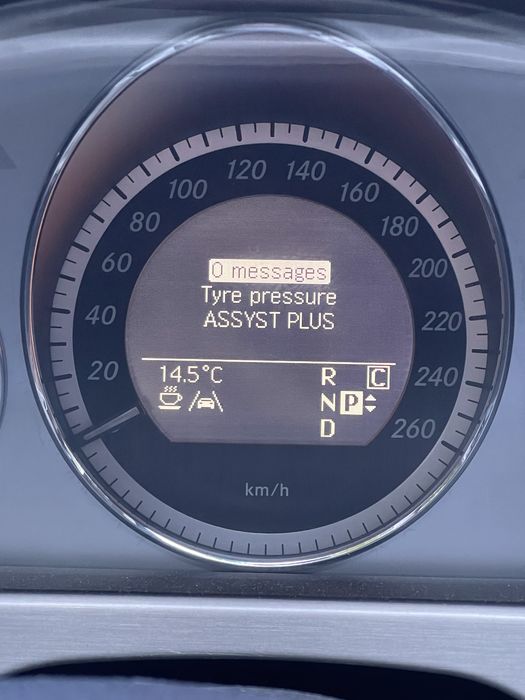 120 140
100 160
80 180
60 200
40 220
20 240
260
0 messages
Tyre pressure
ASSYST PLUS
14.5°C R C
N P
D
km/h